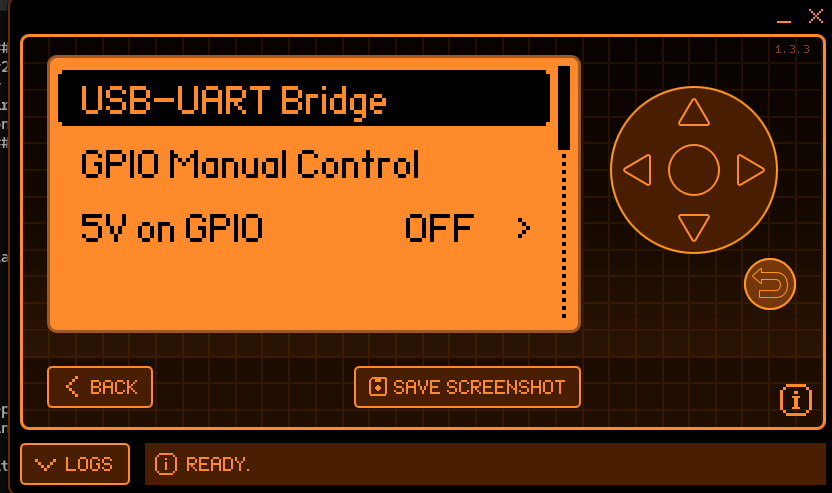 1.3.3
USB-UART Bridge
GPIO Manual Control
5V on GPIO OFF >
BACK
SAVE SCREENSHOT
LOGS
READY.